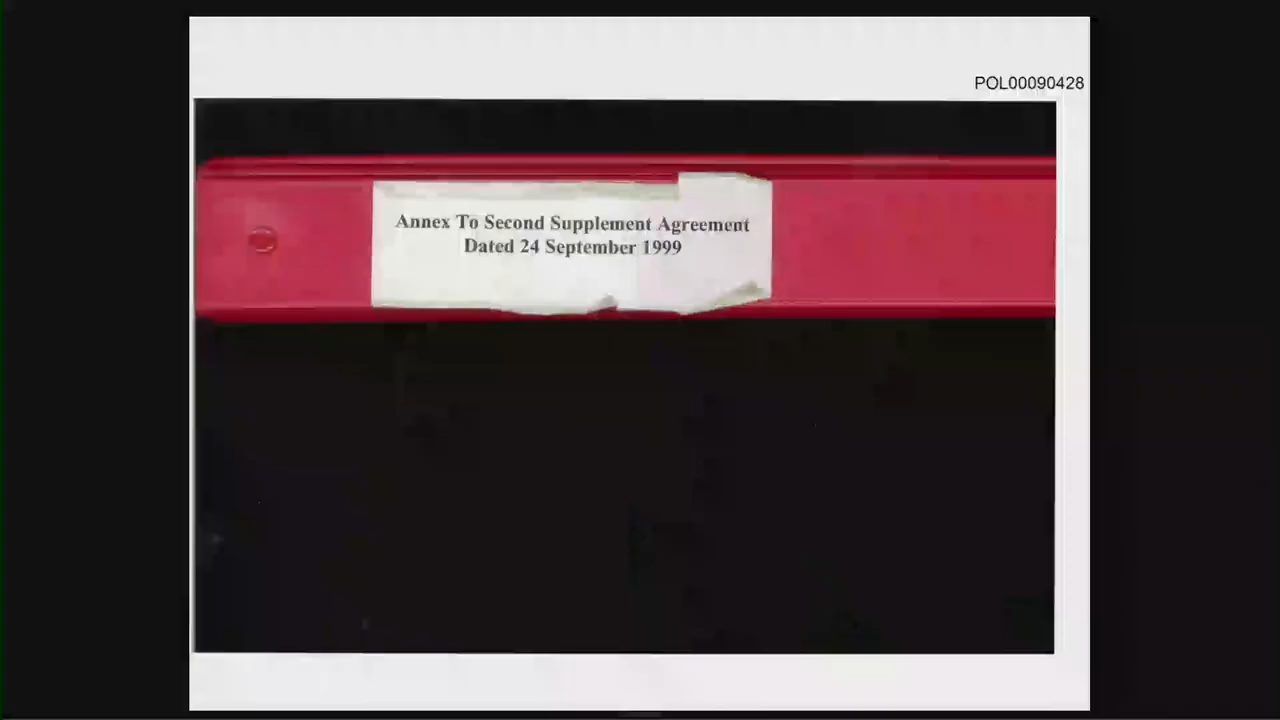 POL00090428
Annex To Second Supplement Agreement
Dated 24 September 1999